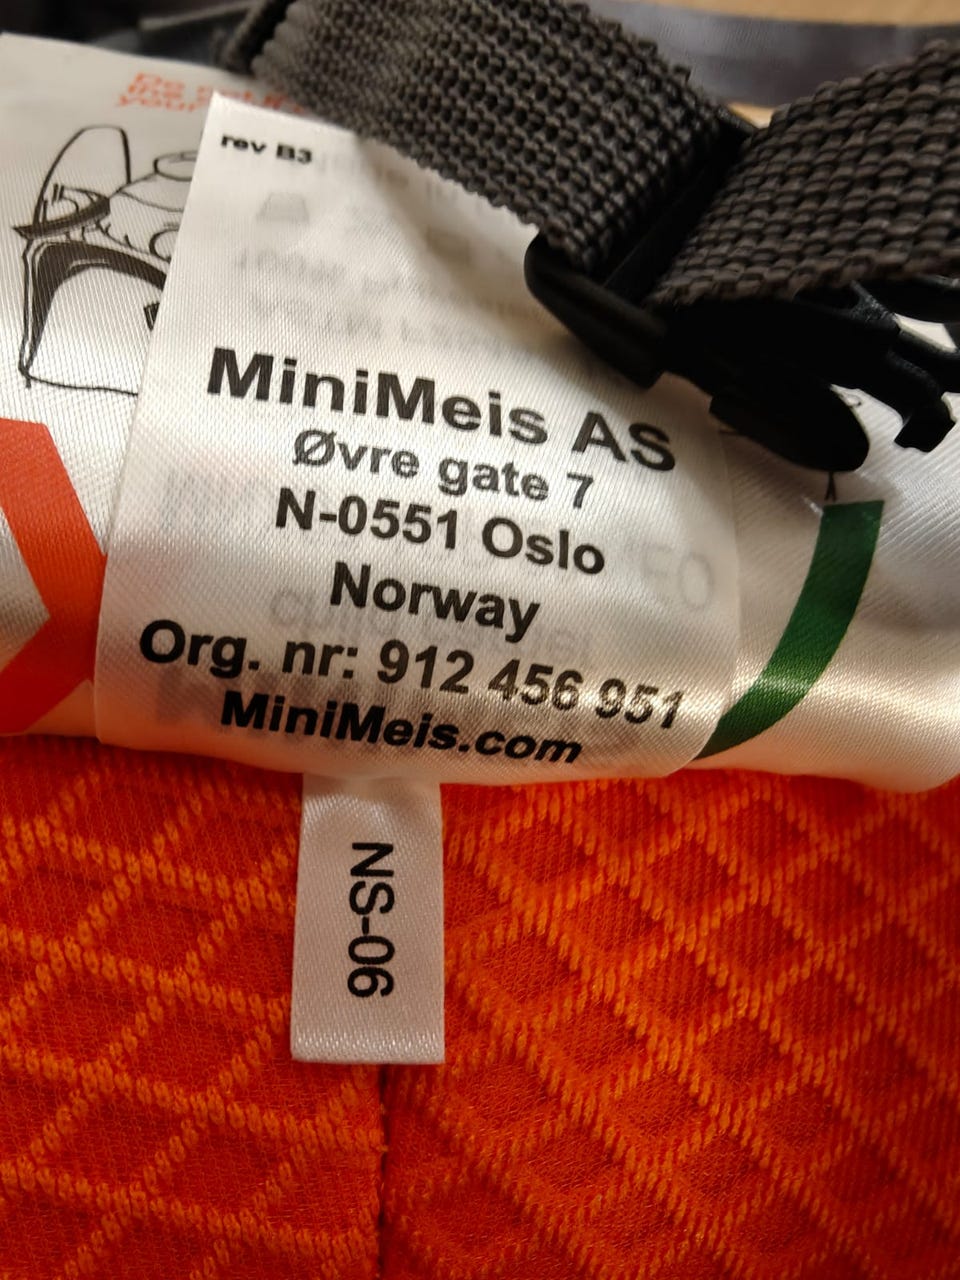 rev B3
MiniMeis AS
Øvre gate 7
N-0551 Oslo
Norway
Org. nr: 912 456 951
MiniMeis.com
NS-06